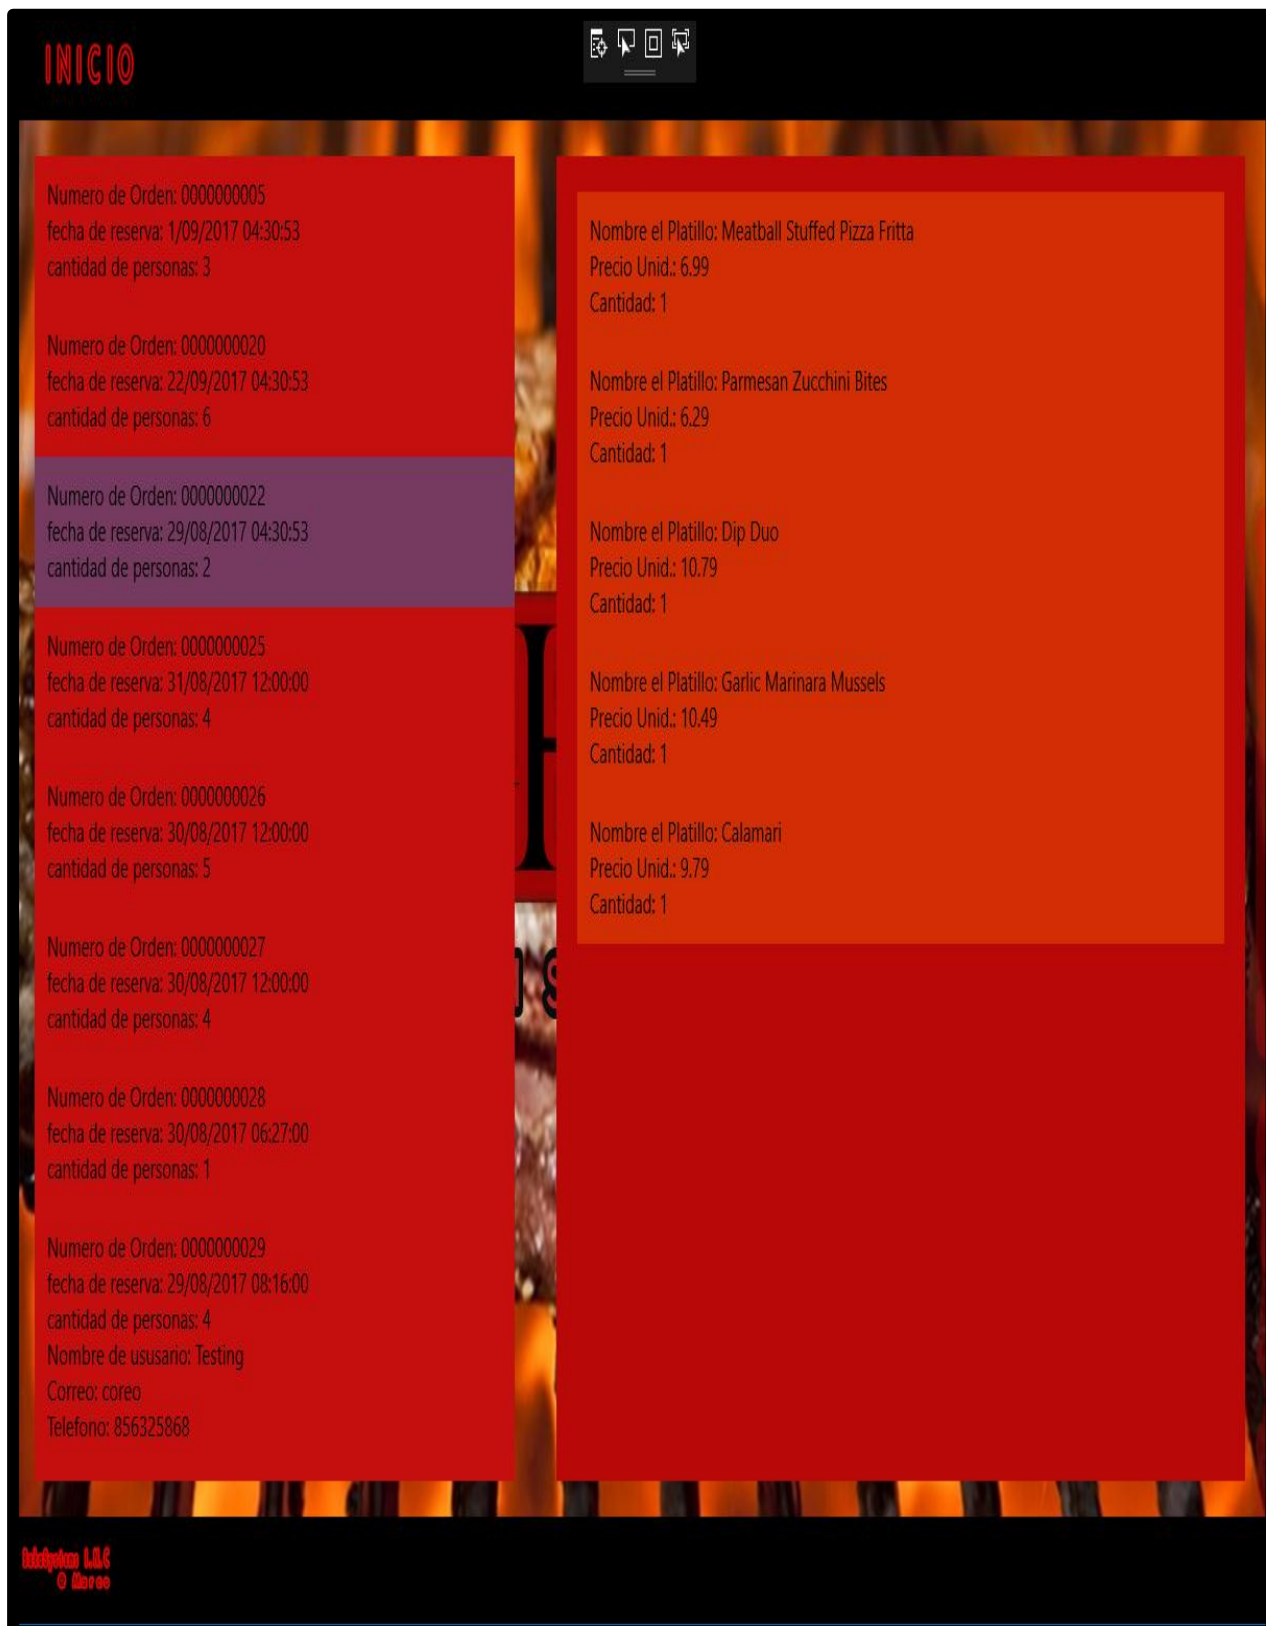 INICIO
Numero de Orden: 0000000005
fecha de reserva: 1/09/2017 04:30:53
cantidad de personas: 3
Numero de Orden: 0000000020
fecha de reserva: 22/09/2017 04:30:53
cantidad de personas: 6
Numero de Orden: 0000000022
fecha de reserva: 29/08/2017 04:30:53
cantidad de personas: 2
Numero de Orden: 0000000025
fecha de reserva: 31/08/2017 12:00:00
cantidad de personas: 4
Numero de Orden: 0000000026
fecha de reserva: 30/08/2017 12:00:00
cantidad de personas: 5
Numero de Orden: 0000000027
fecha de reserva: 30/08/2017 12:00:00
cantidad de personas: 4
Numero de Orden: 0000000028
fecha de reserva: 30/08/2017 06:27:00
cantidad de personas: 1
Numero de Orden: 0000000029
fecha de reserva: 29/08/2017 08:16:00
cantidad de personas: 4
Nombre de ususario: Testing
Correo: coreo
Telefono: 856325868
Nombre el Platillo: Meatball Stuffed Pizza Fritta
Precio Unid.: 6.99
Cantidad: 1
Nombre el Platillo: Parmesan Zucchini Bites
Precio Unid.: 6.29
Cantidad: 1
Nombre el Platillo: Dip Duo
Precio Unid.: 10.79
Cantidad: 1
Nombre el Platillo: Garlic Marinara Mussels
Precio Unid.: 10.49
Cantidad: 1
Nombre el Platillo: Calamari
Precio Unid.: 9.79
Cantidad: 1
© Marco